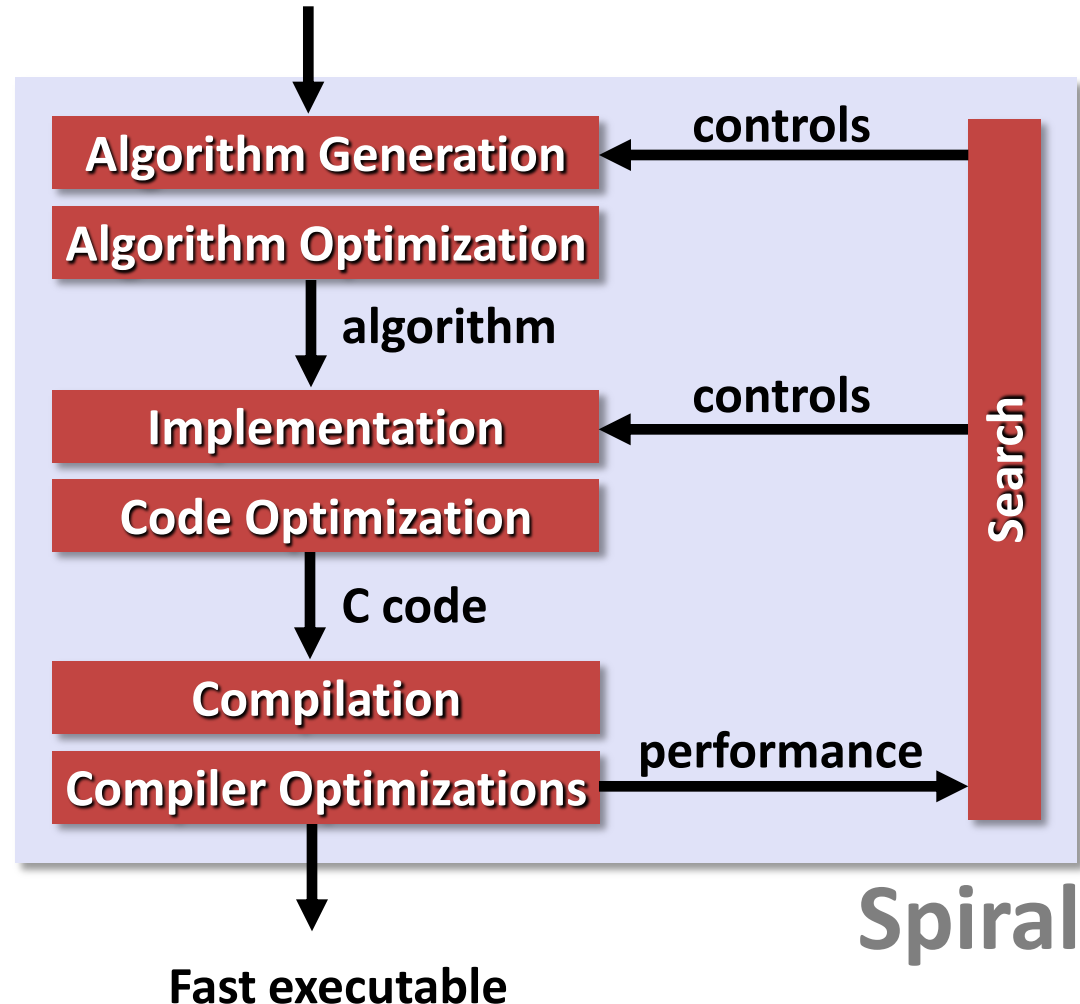 controls
Algorithm Generation
Algorithm Optimization
algorithm
controls
Implementation
Search
Code Optimization
C code
Compilation
performance
Compiler Optimizations
Spiral
Fast executable